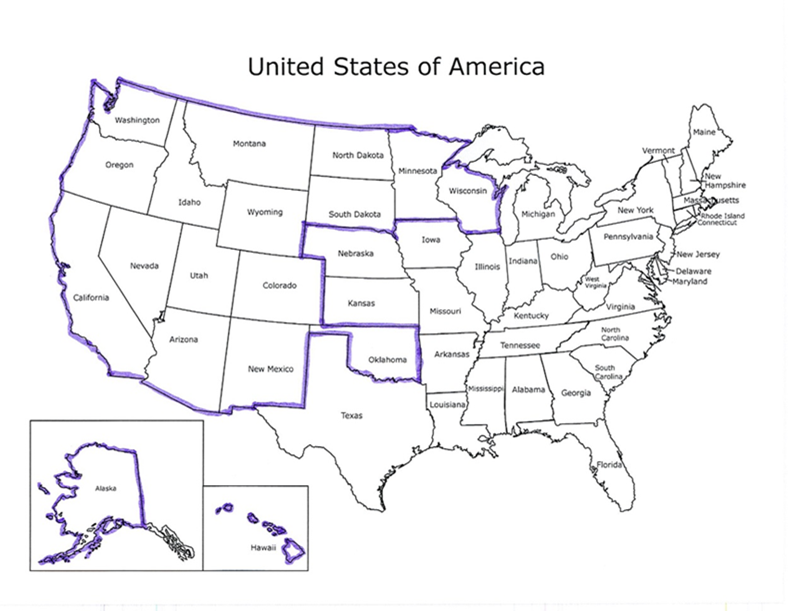 United States of America
Washington
Oregon
Idaho
Montana
Wyoming
North Dakota
South Dakota
Minnesota
Wisconsin
Nebraska
Iowa
Kansas
Missouri
Oklahoma
Arkansas
Texas
Louisiana
California
Nevada
Utah
Colorado
Arizona
New Mexico
Illinois
Indiana
Michigan
Ohio
Kentucky
Tennessee
Mississippi
Alabama
Georgia
Florida
South
Carolina
North
Carolina
Virginia
West
Virginia
Pennsylvania
New York
Vermont
Maine
New
Hampshire
Massachusetts
Rhode Island
Connecticut
New Jersey
Delaware
Maryland
Alaska
Hawaii